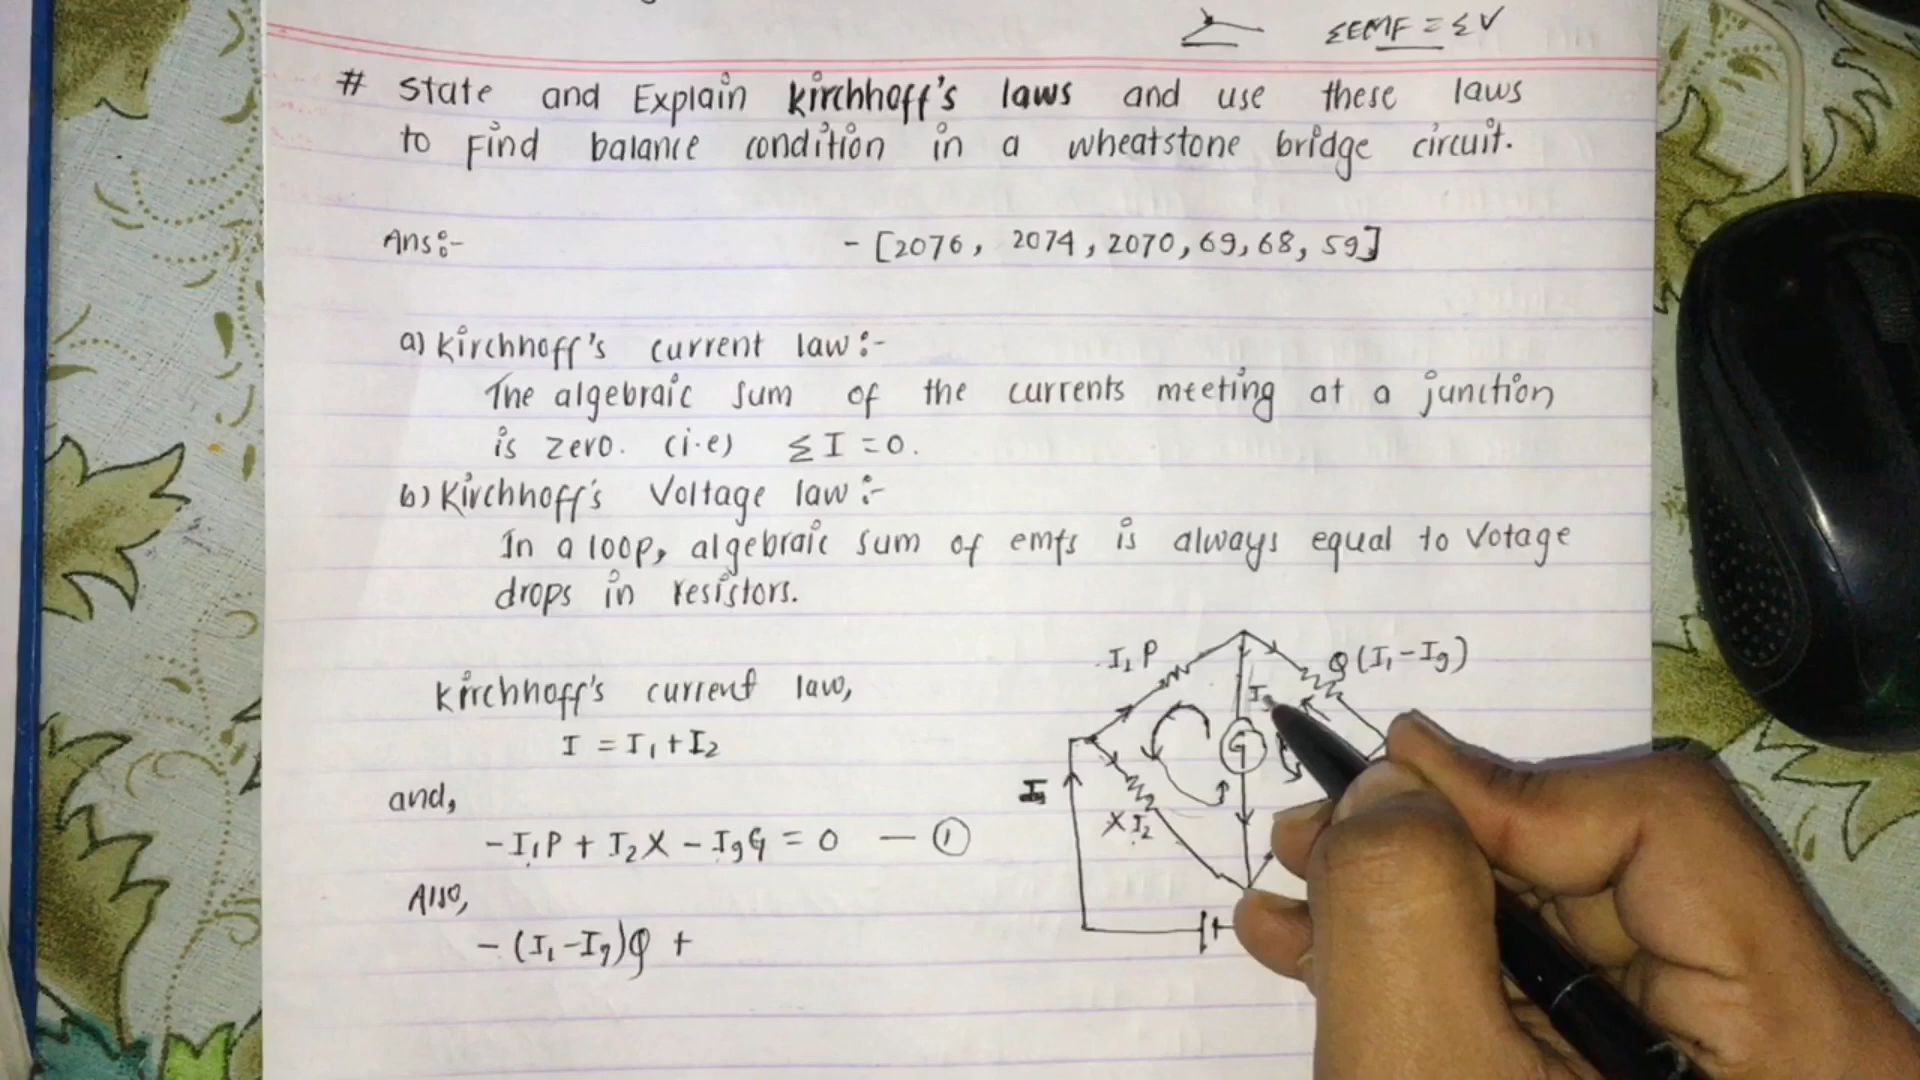 ΣEMF = ΣV
# State and Explain Kirchhoff's laws and use these laws
to Find balance condition in a wheatstone bridge circuit.
Ans:-
- [2076, 2074, 2070, 69, 68, 59]
a) Kirchhoff's current law:-
The algebraic sum of the currents meeting at a junction
is zero. (i.e) ΣI = 0.
b) Kirchhoff's Voltage law:-
In a loop, algebraic sum of emfs is always equal to Votage
drops in resistors.
I₁ P
Q (I₁ - Ig)
Ig
G
I
X I₂
Kirchhoff's current law,
I = I₁ + I₂
and,
- I₁P + I₂X - IgG = 0 — ①
Also,
- (I₁ - Ig)Q +